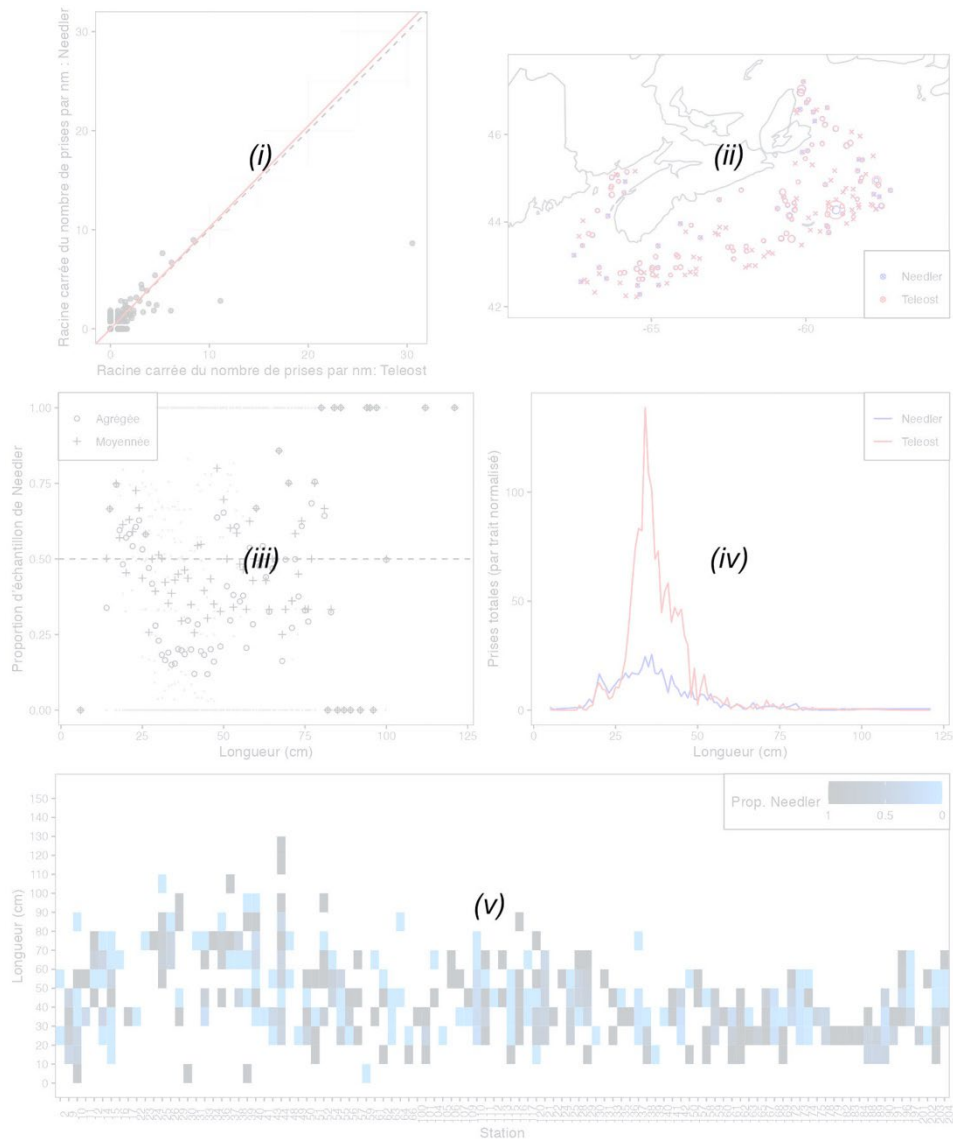 30
20
10
0
0
10
20
30
Racine carrée du nombre de prises par nm : Needler
Racine carrée du nombre de prises par nm: Teleost
(i)
46
44
42
-65
-60
(ii)
Needler
Teleost
1.00
0.75
0.50
0.25
0.00
0
25
50
75
100
125
Proportion d'échantillon de Needler
Longueur (cm)
Agrégée
Moyennée
(iii)
100
50
0
0
25
50
75
100
125
Prises totales (par trait normalisé)
Longueur (cm)
Needler
Teleost
(iv)
150
140
130
120
110
100
90
80
70
60
50
40
30
20
10
0
Longueur (cm)
Prop. Needler
1
0.5
0
(v)
Station